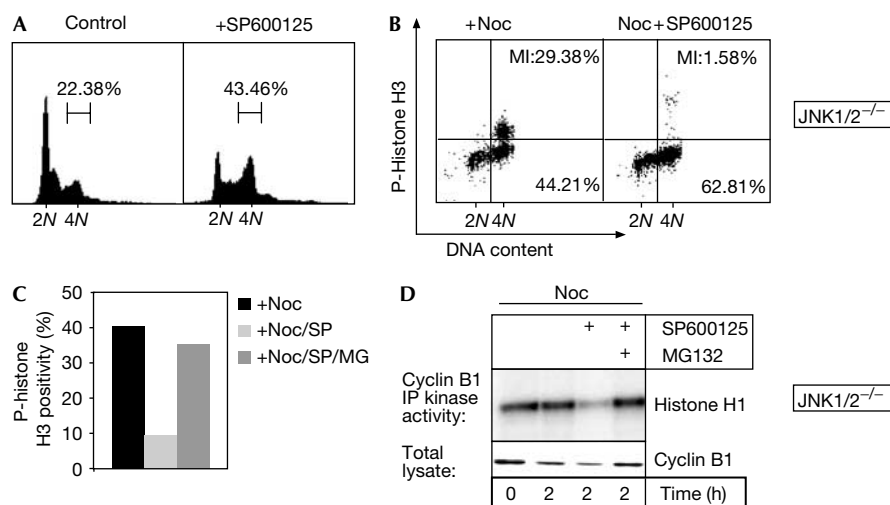 A
Control
+SP600125
22.38%
43.46%
2N 4N
2N 4N
B
+Noc
Noc+SP600125
P-Histone H3
MI:29.38%
MI:1.58%
44.21%
62.81%
2N 4N
2N 4N
DNA content
JNK1/2⁻/⁻
C
P-histone
H3 positivity (%)
50
40
30
20
10
0
+Noc
+Noc/SP
+Noc/SP/MG
D
Noc
+ + SP600125
+ MG132
Cyclin B1
IP kinase
activity:
Histone H1
Total
lysate:
Cyclin B1
0 2 2 2 Time (h)
JNK1/2⁻/⁻